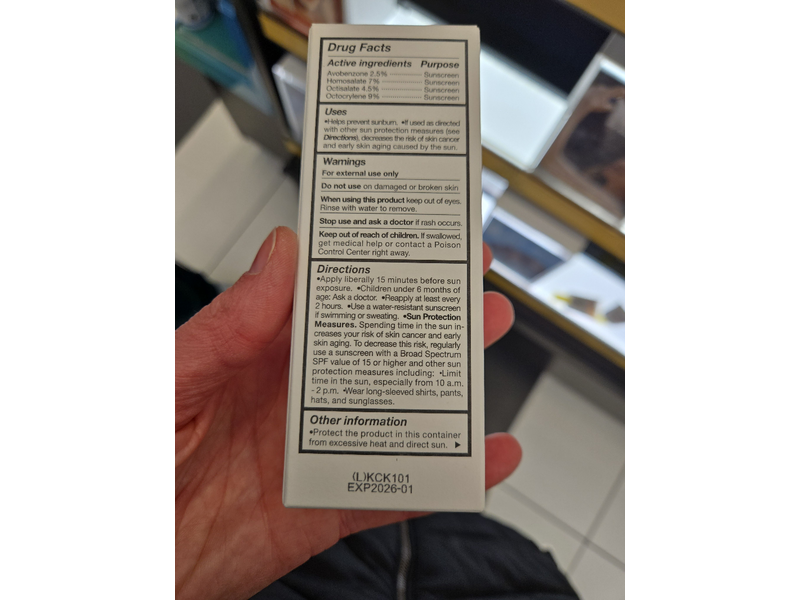 Drug Facts
Active ingredients Purpose
Avobenzone 2.5% Sunscreen
Homosalate 7% Sunscreen
Octisalate 4.5% Sunscreen
Octocrylene 9% Sunscreen
Uses
•Helps prevent sunburn. •If used as directed
with other sun protection measures (see
Directions), decreases the risk of skin cancer
and early skin aging caused by the sun.
Warnings
For external use only
Do not use on damaged or broken skin
When using this product keep out of eyes.
Rinse with water to remove.
Stop use and ask a doctor if rash occurs.
Keep out of reach of children. If swallowed,
get medical help or contact a Poison
Control Center right away.
Directions
•Apply liberally 15 minutes before sun
exposure. •Children under 6 months of
age: Ask a doctor. •Reapply at least every
2 hours. •Use a water-resistant sunscreen
if swimming or sweating. •Sun Protection
Measures. Spending time in the sun in-
creases your risk of skin cancer and early
skin aging. To decrease this risk, regularly
use a sunscreen with a Broad Spectrum
SPF value of 15 or higher and other sun
protection measures including: •Limit
time in the sun, especially from 10 a.m.
- 2 p.m. •Wear long-sleeved shirts, pants,
hats, and sunglasses.
Other information
•Protect the product in this container
from excessive heat and direct sun. ▶
(L)KCK101
EXP2026-01